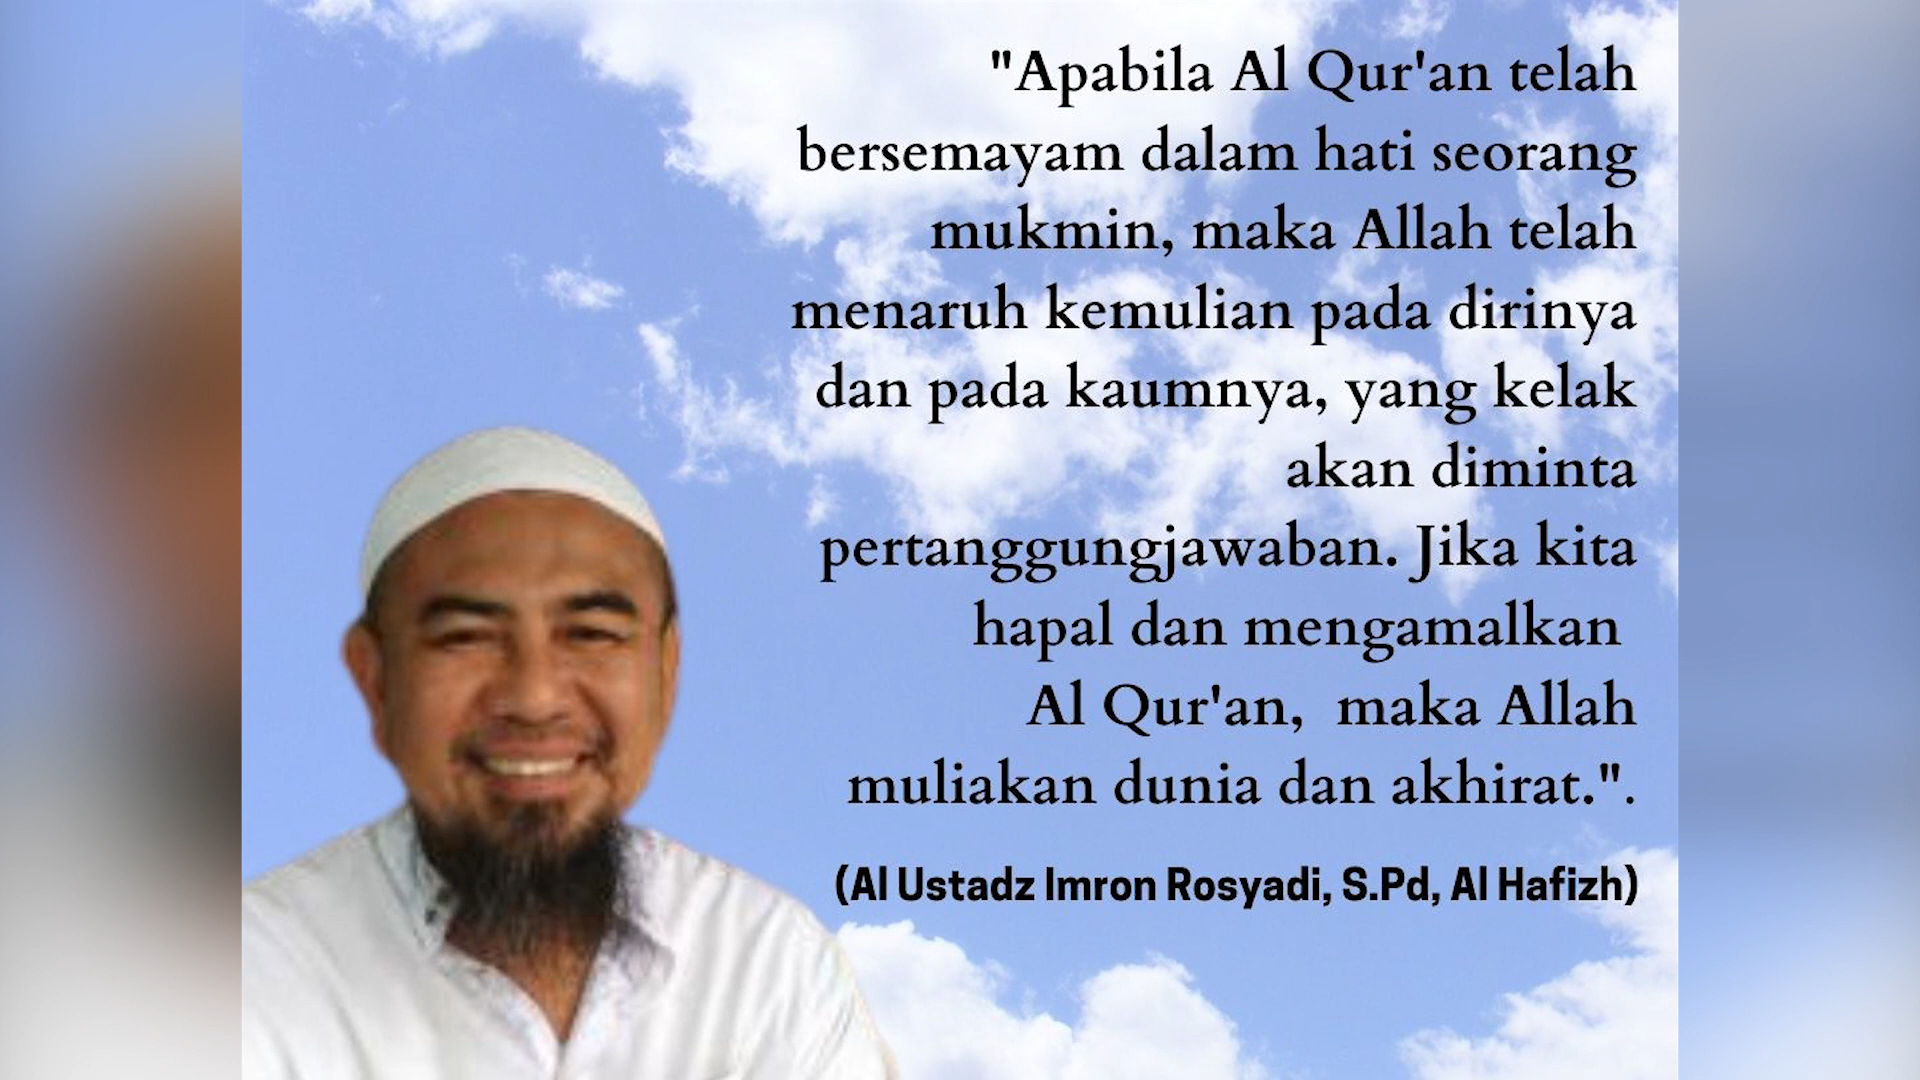 "Apabila Al Qur'an telah
bersemayam dalam hati seorang
mukmin, maka Allah telah
menaruh kemulian pada dirinya
dan pada kaumnya, yang kelak
akan diminta
pertanggungjawaban. Jika kita
hapal dan mengamalkan
Al Qur'an, maka Allah
muliakan dunia dan akhirat.".
(Al Ustadz Imron Rosyadi, S.Pd, Al Hafizh)